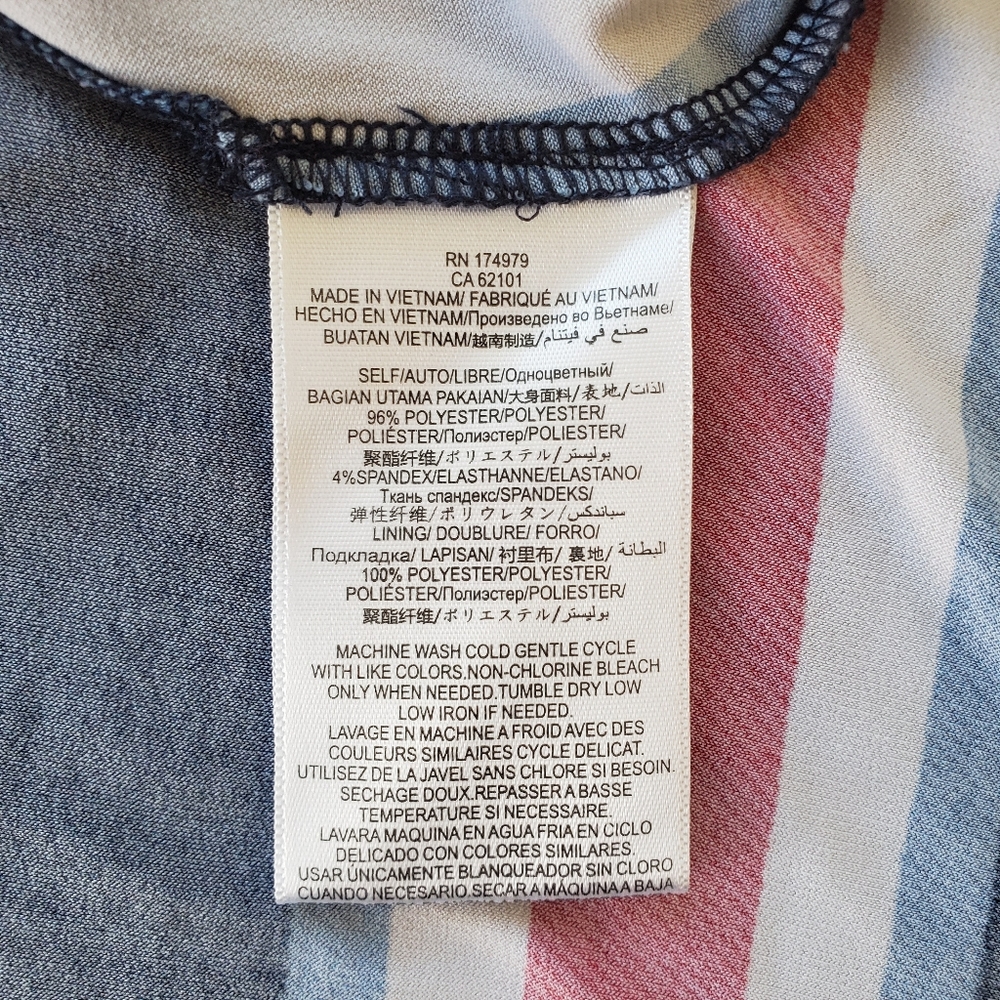 RN 174979
CA 62101
MADE IN VIETNAM/ FABRIQUÉ AU VIETNAM/
HECHO EN VIETNAM/Произведено во Вьетнаме/
BUATAN VIETNAM/越南制造/صنع في فيتنام
SELF/AUTO/LIBRE/Одноцветный/
BAGIAN UTAMA PAKAIAN/大身面料/表地/الذات
96% POLYESTER/POLYESTER/
POLIÉSTER/Полиэстер/POLIESTER/
聚酯纤维/ポリエステル/بوليستر
4%SPANDEX/ELASTHANNE/ELASTANO/
Ткань спандекс/SPANDEKS/
弹性纤维/ポリウレタン/سباندكس
LINING/ DOUBLURE/ FORRO/
Подкладка/ LAPISAN/ 衬里布/ 裏地/ البطانة
100% POLYESTER/POLYESTER/
POLIÉSTER/Полиэстер/POLIESTER/
聚酯纤维/ポリエステル/بوليستر
MACHINE WASH COLD GENTLE CYCLE
WITH LIKE COLORS.NON-CHLORINE BLEACH
ONLY WHEN NEEDED.TUMBLE DRY LOW
LOW IRON IF NEEDED.
LAVAGE EN MACHINE A FROID AVEC DES
COULEURS SIMILAIRES CYCLE DELICAT.
UTILISEZ DE LA JAVEL SANS CHLORE SI BESOIN.
SECHAGE DOUX.REPASSER A BASSE
TEMPERATURE SI NECESSAIRE.
LAVARA MAQUINA EN AGUA FRIA EN CICLO
DELICADO CON COLORES SIMILARES.
USAR ÚNICAMENTE BLANQUEADOR SIN CLORO
CUANDO NECESARIO.SECAR A MÁQUINA A BAJA